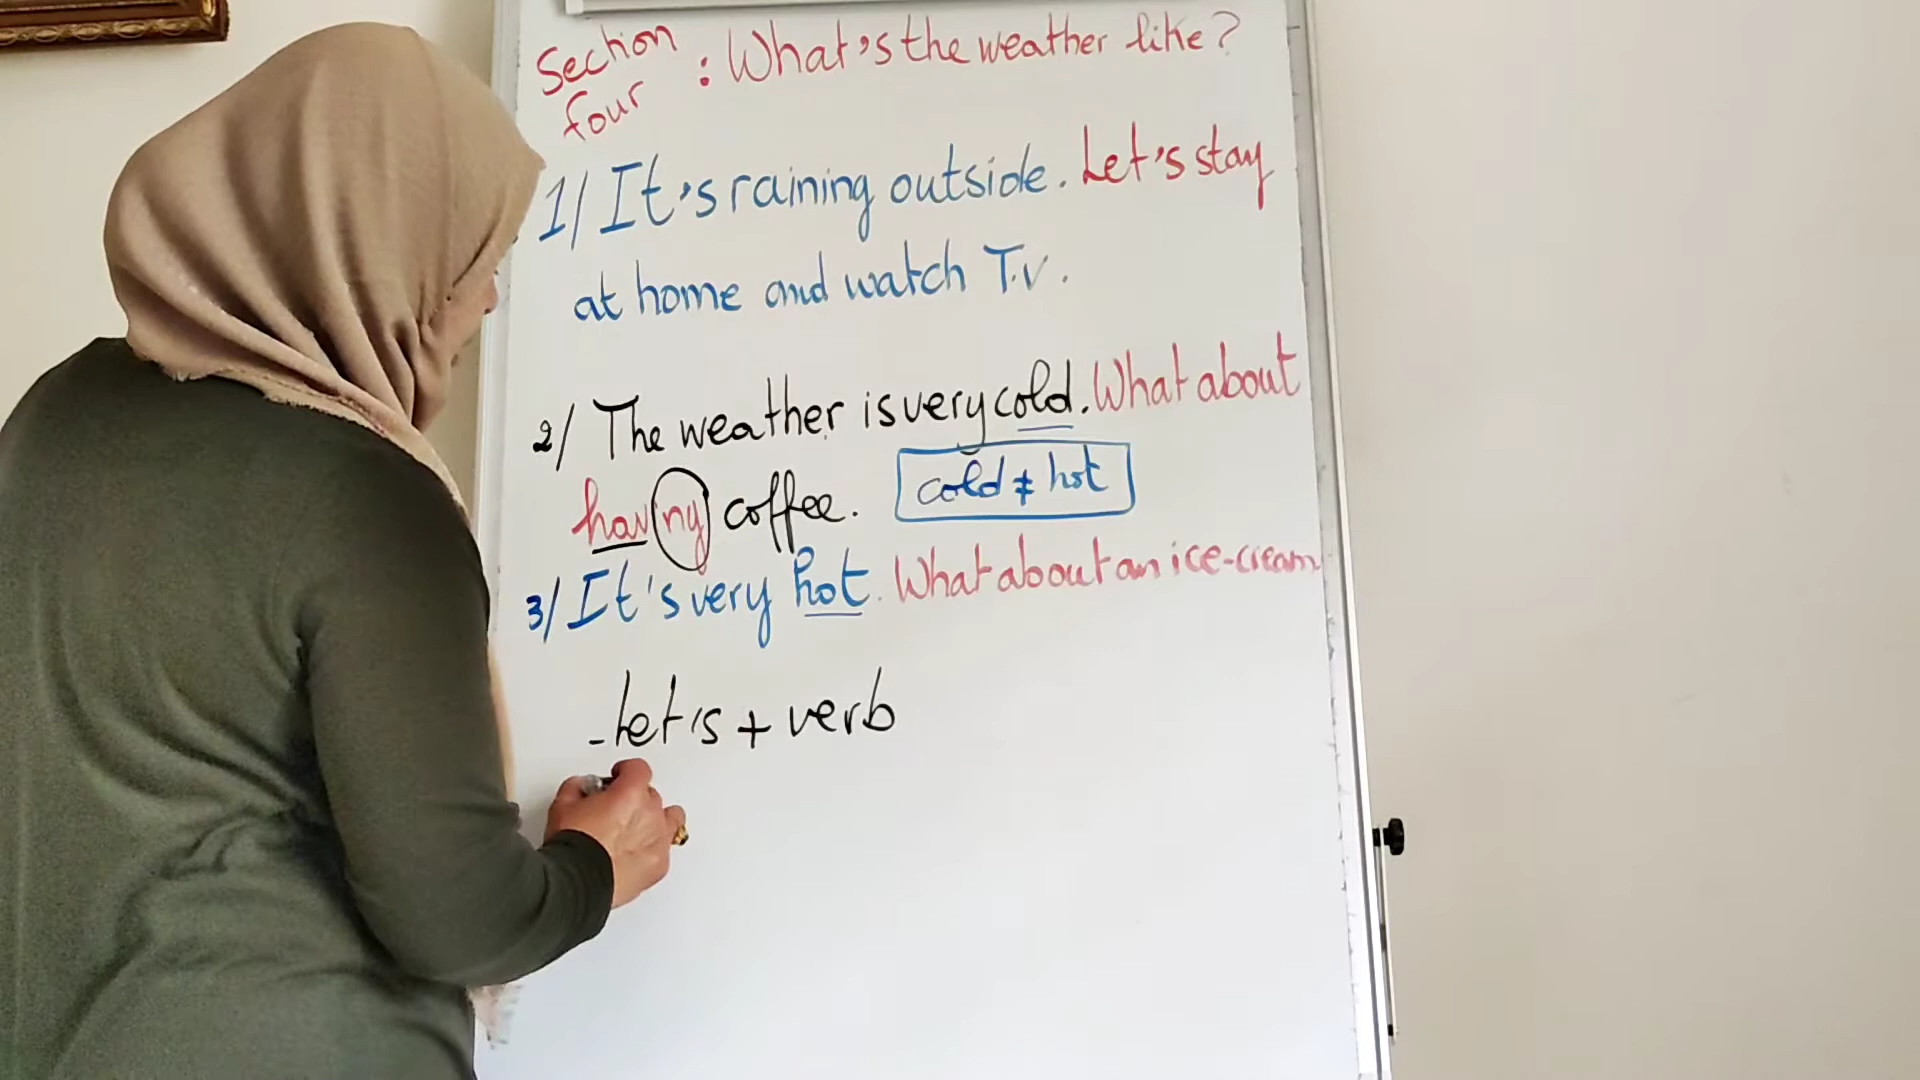 Section four : What's the weather like?
1/ It's raining outside. Let's stay
at home and watch T.V.
2/ The weather is very cold. What about
having coffee. cold ≠ hot
3/ It's very hot. What about an ice-cream
- Let's + verb